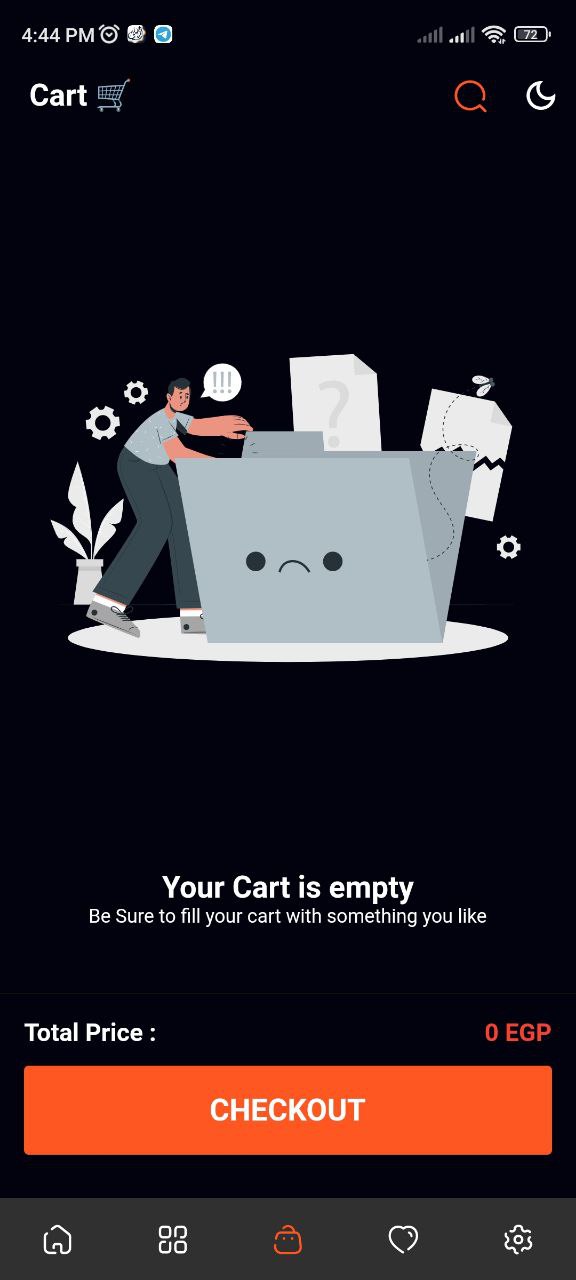 4:44 PM 72
Cart
!!!
?
Your Cart is empty
Be Sure to fill your cart with something you like
Total Price : 0 EGP
CHECKOUT